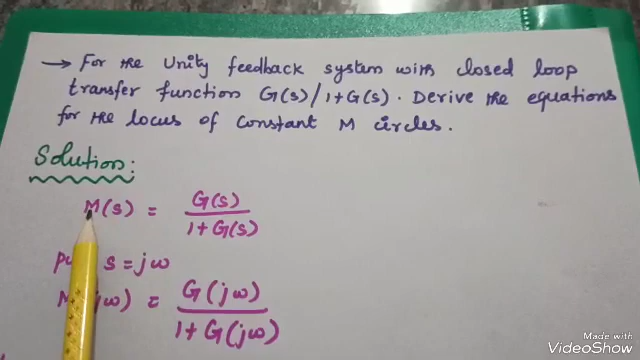 → For the Unity feedback system with closed loop
transfer function G(s)/1+G(s). Derive the equations
for the locus of constant M circles.
Solution:
M(s) = G(s) / 1+G(s)
s = jω
(jω) = G(jω) / 1+G(jω)
Made with
VideoShow